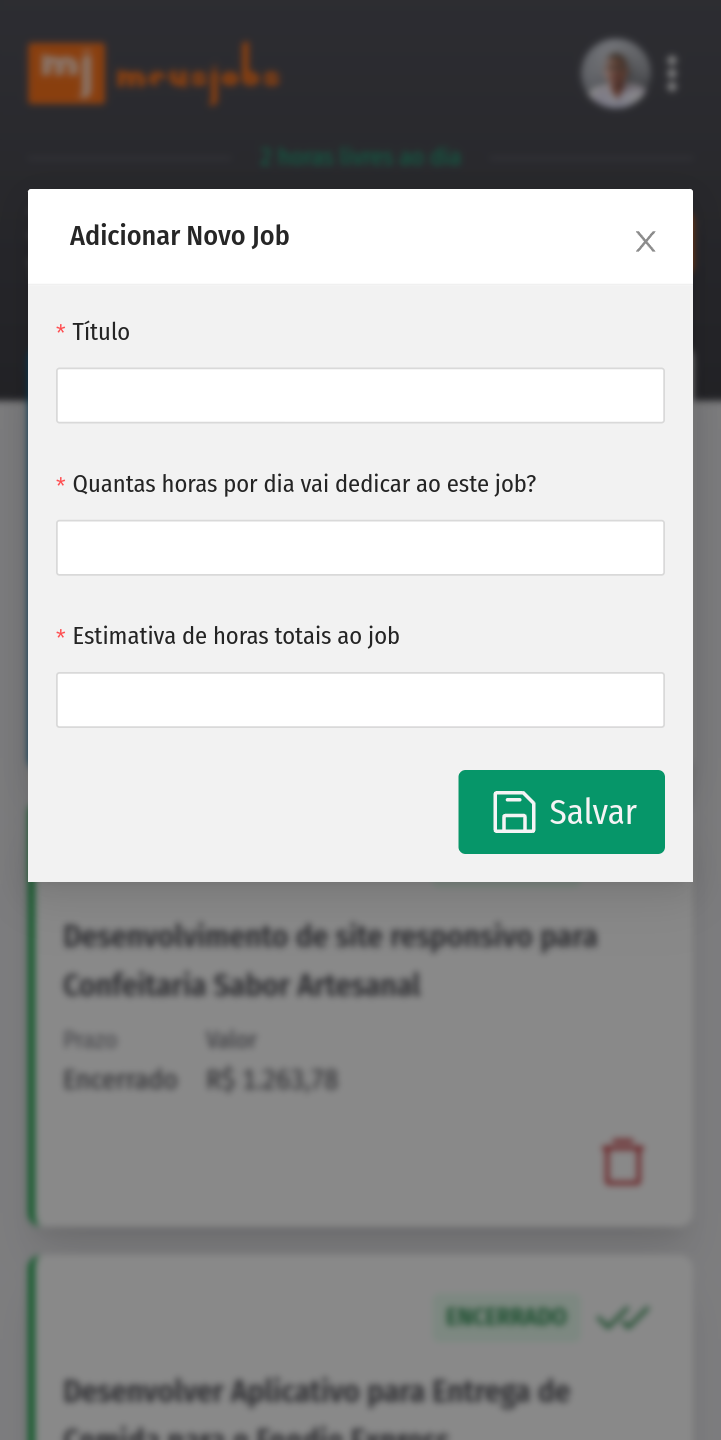 mj meusjobs
2 horas livres ao dia
Adicionar Novo Job
* Título
* Quantas horas por dia vai dedicar ao este job?
* Estimativa de horas totais ao job
Salvar
Desenvolvimento de site responsivo para
Confeitaria Sabor Artesanal
Prazo Valor
Encerrado R$ 1.263,78
ENCERRADO
Desenvolver Aplicativo para Entrega de
Comida para o Foodie Express